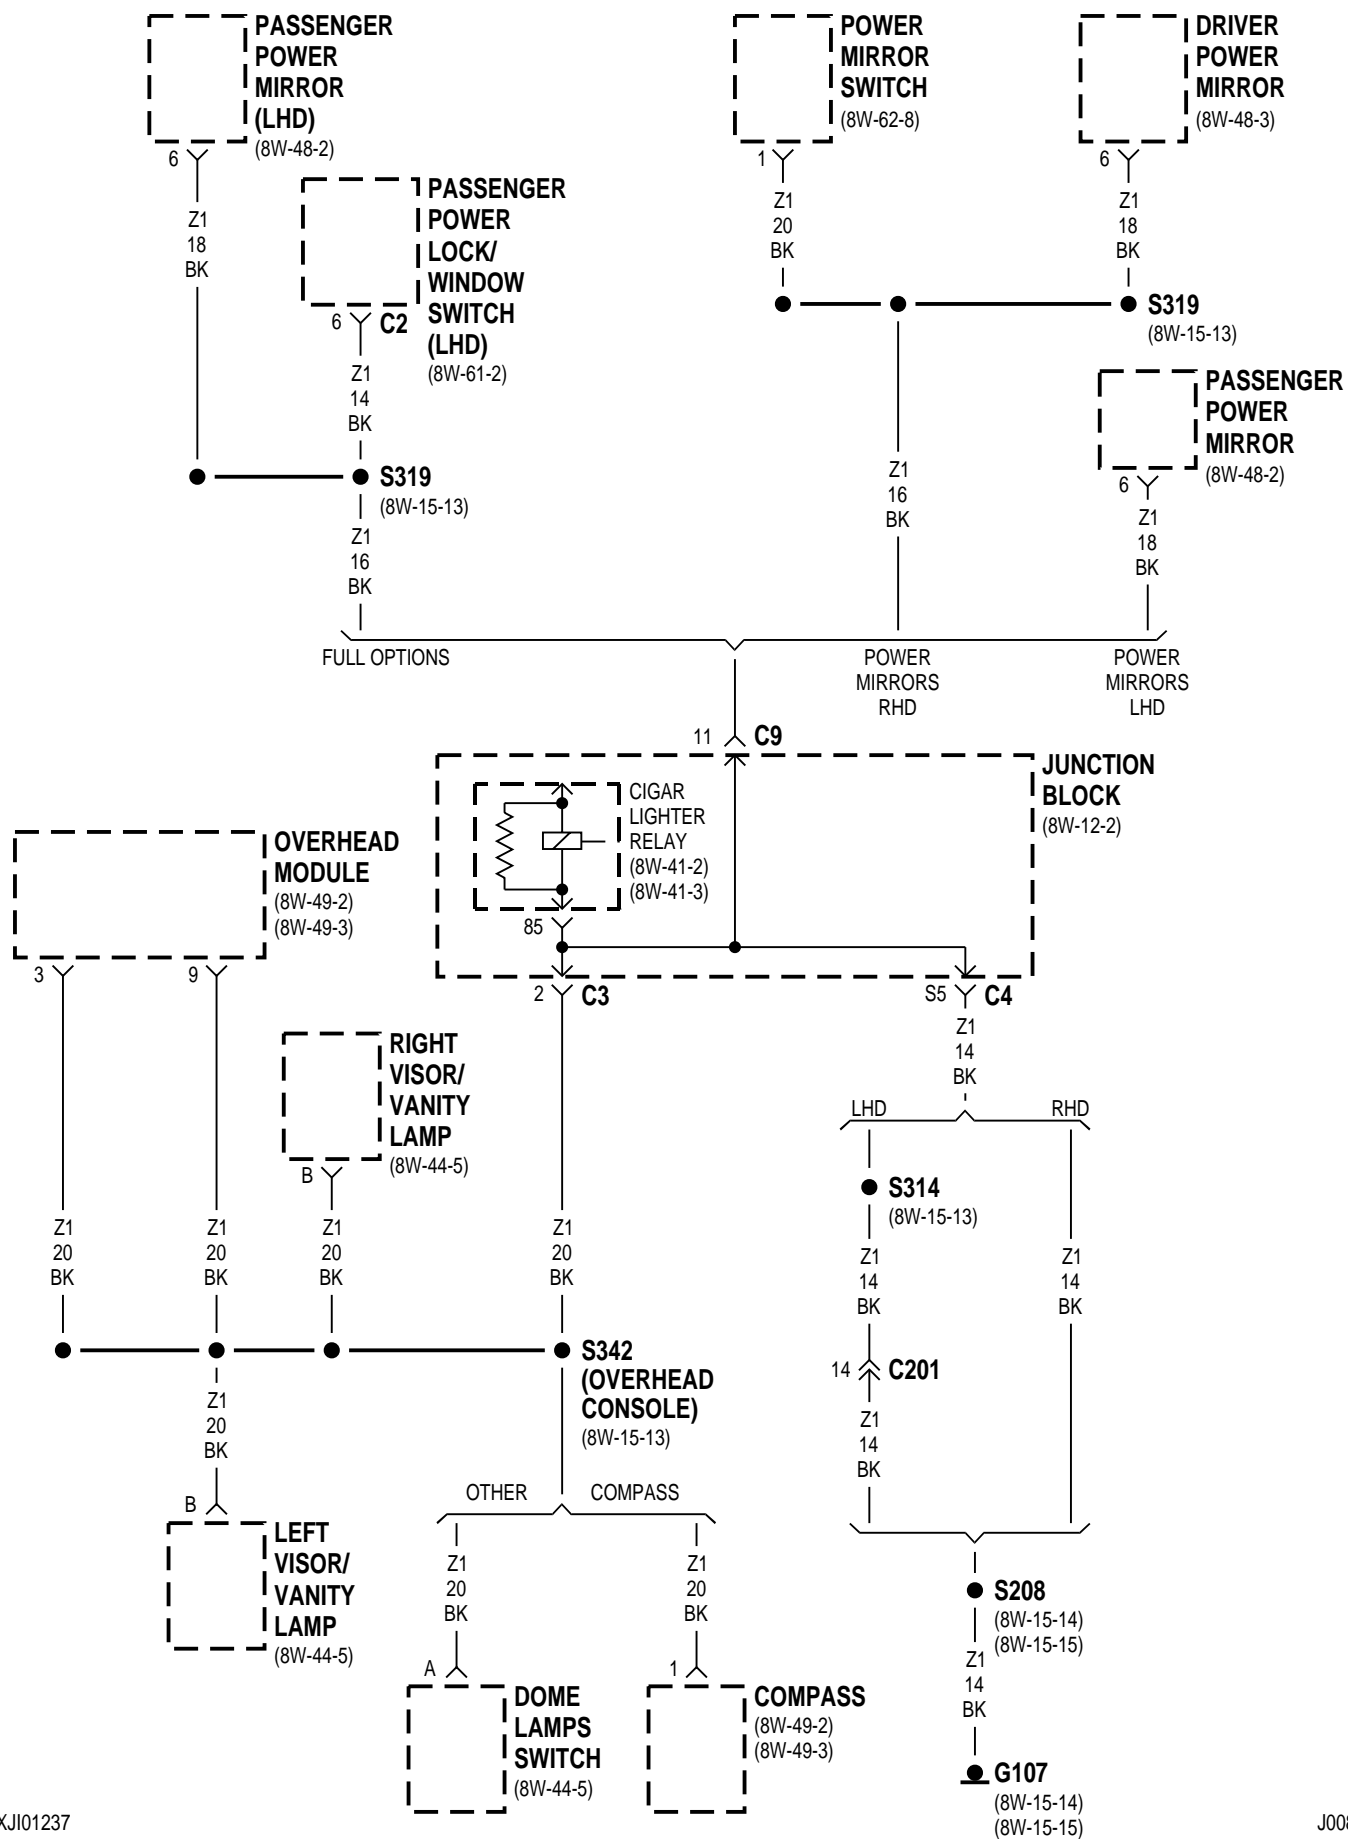 PASSENGER
POWER
MIRROR
(LHD)
(8W-48-2)
6
Z1
18
BK
PASSENGER
POWER
LOCK/
WINDOW
SWITCH
(LHD)
(8W-61-2)
6 C2
Z1
14
BK
S319
(8W-15-13)
Z1
16
BK
POWER
MIRROR
SWITCH
(8W-62-8)
1
Z1
20
BK
DRIVER
POWER
MIRROR
(8W-48-3)
6
Z1
18
BK
S319
(8W-15-13)
Z1
16
BK
PASSENGER
POWER
MIRROR
(8W-48-2)
6
Z1
18
BK
FULL OPTIONS
POWER
MIRRORS
RHD
POWER
MIRRORS
LHD
11 C9
JUNCTION
BLOCK
(8W-12-2)
CIGAR
LIGHTER
RELAY
(8W-41-2)
(8W-41-3)
85
2 C3
S5 C4
OVERHEAD
MODULE
(8W-49-2)
(8W-49-3)
3
9
RIGHT
VISOR/
VANITY
LAMP
(8W-44-5)
B
Z1
20
BK
Z1
20
BK
Z1
20
BK
Z1
20
BK
S342
(OVERHEAD
CONSOLE)
(8W-15-13)
Z1
20
BK
B
LEFT
VISOR/
VANITY
LAMP
(8W-44-5)
OTHER
COMPASS
Z1
20
BK
A
DOME
LAMPS
SWITCH
(8W-44-5)
Z1
20
BK
1
COMPASS
(8W-49-2)
(8W-49-3)
Z1
14
BK
LHD
RHD
S314
(8W-15-13)
Z1
14
BK
Z1
14
BK
14 C201
Z1
14
BK
S208
(8W-15-14)
(8W-15-15)
Z1
14
BK
G107
(8W-15-14)
(8W-15-15)
XJI01237
J008